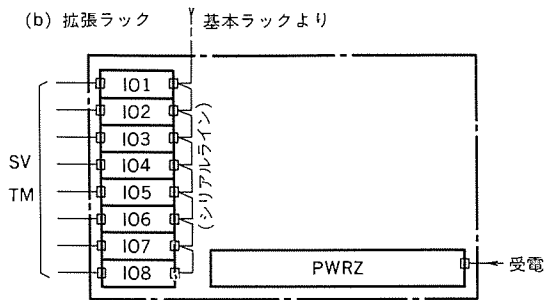 (b) 拡張ラック
基本ラックより
IO1
IO2
IO3
IO4
IO5
IO6
IO7
IO8
SV
TM
(シリアルライン)
PWRZ
受電